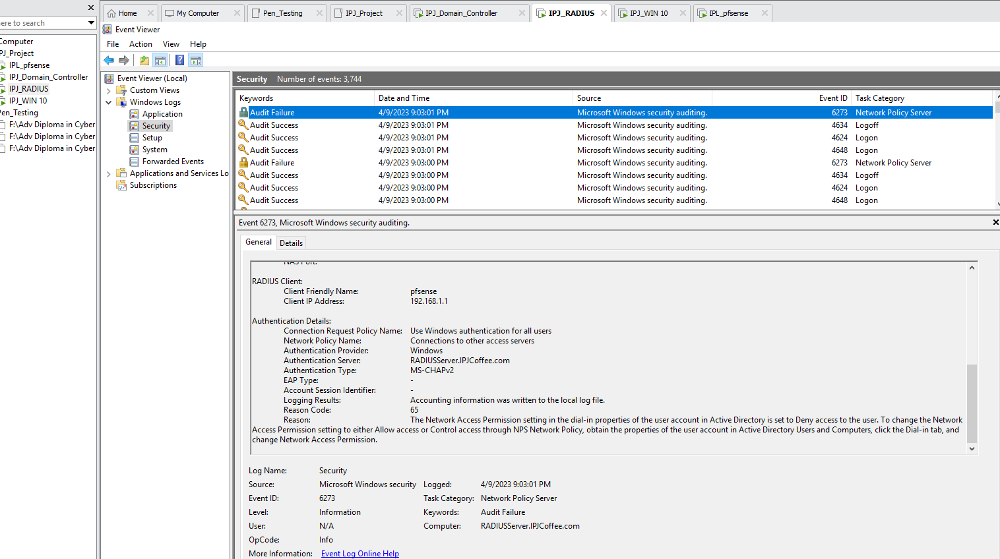 Home
My Computer
Pen_Testing
IPJ_Project
IPJ_Domain_Controller
IPJ_RADIUS
IPJ_WIN 10
IPL_pfsense
ere to search
Computer
PJ_Project
IPL_pfsense
IPJ_Domain_Controller
IPJ_RADIUS
IPJ_WIN 10
Pen_Testing
F:\Adv Diploma in Cyber
F:\Adv Diploma in Cyber
F:\Adv Diploma in Cyber
Event Viewer
File Action View Help
Event Viewer (Local)
Custom Views
Windows Logs
Application
Security
Setup
System
Forwarded Events
Applications and Services Lo
Subscriptions
Security Number of events: 3,744
Keywords Date and Time Source Event ID Task Category
Audit Failure 4/9/2023 9:03:01 PM Microsoft Windows security auditing. 6273 Network Policy Server
Audit Success 4/9/2023 9:03:01 PM Microsoft Windows security auditing. 4634 Logoff
Audit Success 4/9/2023 9:03:01 PM Microsoft Windows security auditing. 4624 Logon
Audit Success 4/9/2023 9:03:01 PM Microsoft Windows security auditing. 4648 Logon
Audit Failure 4/9/2023 9:03:00 PM Microsoft Windows security auditing. 6273 Network Policy Server
Audit Success 4/9/2023 9:03:00 PM Microsoft Windows security auditing. 4634 Logoff
Audit Success 4/9/2023 9:03:00 PM Microsoft Windows security auditing. 4624 Logon
Audit Success 4/9/2023 9:03:00 PM Microsoft Windows security auditing. 4648 Logon
Event 6273, Microsoft Windows security auditing.
General Details
NAS Port:
RADIUS Client:
Client Friendly Name: pfsense
Client IP Address: 192.168.1.1
Authentication Details:
Connection Request Policy Name: Use Windows authentication for all users
Network Policy Name: Connections to other access servers
Authentication Provider: Windows
Authentication Server: RADIUSServer.IPJCoffee.com
Authentication Type: MS-CHAPv2
EAP Type: -
Account Session Identifier: -
Logging Results: Accounting information was written to the local log file.
Reason Code: 65
Reason: The Network Access Permission setting in the dial-in properties of the user account in Active Directory is set to Deny access to the user. To change the Network
Access Permission setting to either Allow access or Control access through NPS Network Policy, obtain the properties of the user account in Active Directory Users and Computers, click the Dial-in tab, and
change Network Access Permission.
Log Name: Security
Source: Microsoft Windows security Logged: 4/9/2023 9:03:01 PM
Event ID: 6273 Task Category: Network Policy Server
Level: Information Keywords: Audit Failure
User: N/A Computer: RADIUSServer.IPJCoffee.com
OpCode: Info
More Information: Event Log Online Help